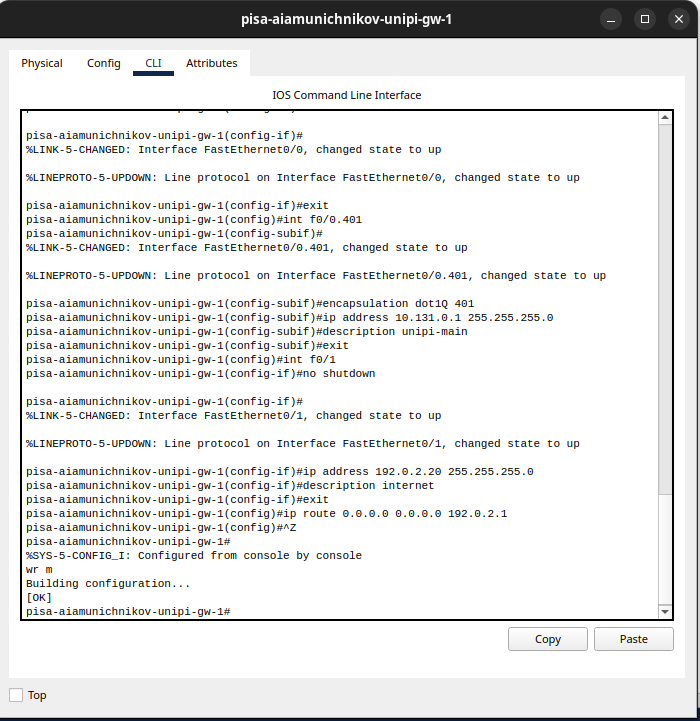 pisa-aiamunichnikov-unipi-gw-1
Physical Config CLI Attributes
IOS Command Line Interface
pisa-aiamunichnikov-unipi-gw-1(config-if)#
%LINK-5-CHANGED: Interface FastEthernet0/0, changed state to up
%LINEPROTO-5-UPDOWN: Line protocol on Interface FastEthernet0/0, changed state to up
pisa-aiamunichnikov-unipi-gw-1(config-if)#exit
pisa-aiamunichnikov-unipi-gw-1(config)#int f0/0.401
pisa-aiamunichnikov-unipi-gw-1(config-subif)#
%LINK-5-CHANGED: Interface FastEthernet0/0.401, changed state to up
%LINEPROTO-5-UPDOWN: Line protocol on Interface FastEthernet0/0.401, changed state to up
pisa-aiamunichnikov-unipi-gw-1(config-subif)#encapsulation dot1Q 401
pisa-aiamunichnikov-unipi-gw-1(config-subif)#ip address 10.131.0.1 255.255.255.0
pisa-aiamunichnikov-unipi-gw-1(config-subif)#description unipi-main
pisa-aiamunichnikov-unipi-gw-1(config-subif)#exit
pisa-aiamunichnikov-unipi-gw-1(config)#int f0/1
pisa-aiamunichnikov-unipi-gw-1(config-if)#no shutdown
pisa-aiamunichnikov-unipi-gw-1(config-if)#
%LINK-5-CHANGED: Interface FastEthernet0/1, changed state to up
%LINEPROTO-5-UPDOWN: Line protocol on Interface FastEthernet0/1, changed state to up
pisa-aiamunichnikov-unipi-gw-1(config-if)#ip address 192.0.2.20 255.255.255.0
pisa-aiamunichnikov-unipi-gw-1(config-if)#description internet
pisa-aiamunichnikov-unipi-gw-1(config-if)#exit
pisa-aiamunichnikov-unipi-gw-1(config)#ip route 0.0.0.0 0.0.0.0 192.0.2.1
pisa-aiamunichnikov-unipi-gw-1(config)#^Z
pisa-aiamunichnikov-unipi-gw-1#
%SYS-5-CONFIG_I: Configured from console by console
wr m
Building configuration...
[OK]
pisa-aiamunichnikov-unipi-gw-1#
Copy Paste
Top